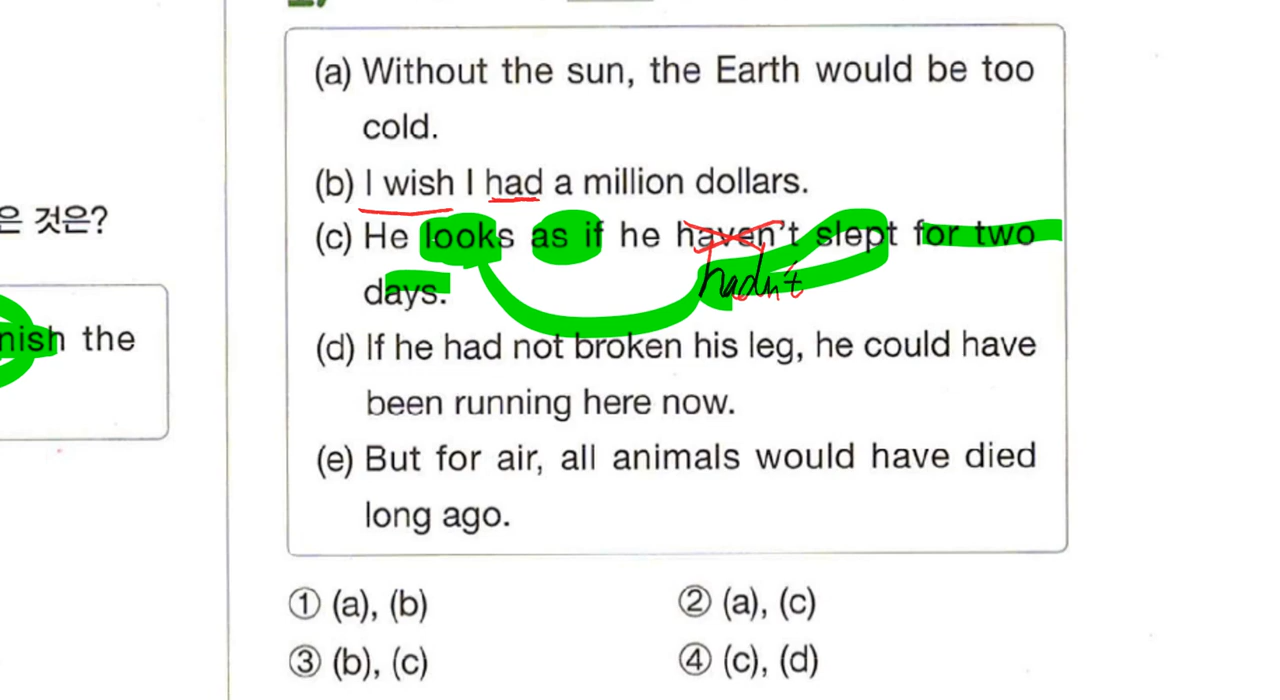 은 것은?
nish the
(a) Without the sun, the Earth would be too
cold.
(b) I wish I had a million dollars.
(c) He looks as if he haven't slept for two
hadn't
days.
(d) If he had not broken his leg, he could have
been running here now.
(e) But for air, all animals would have died
long ago.
① (a), (b)
② (a), (c)
③ (b), (c)
④ (c), (d)